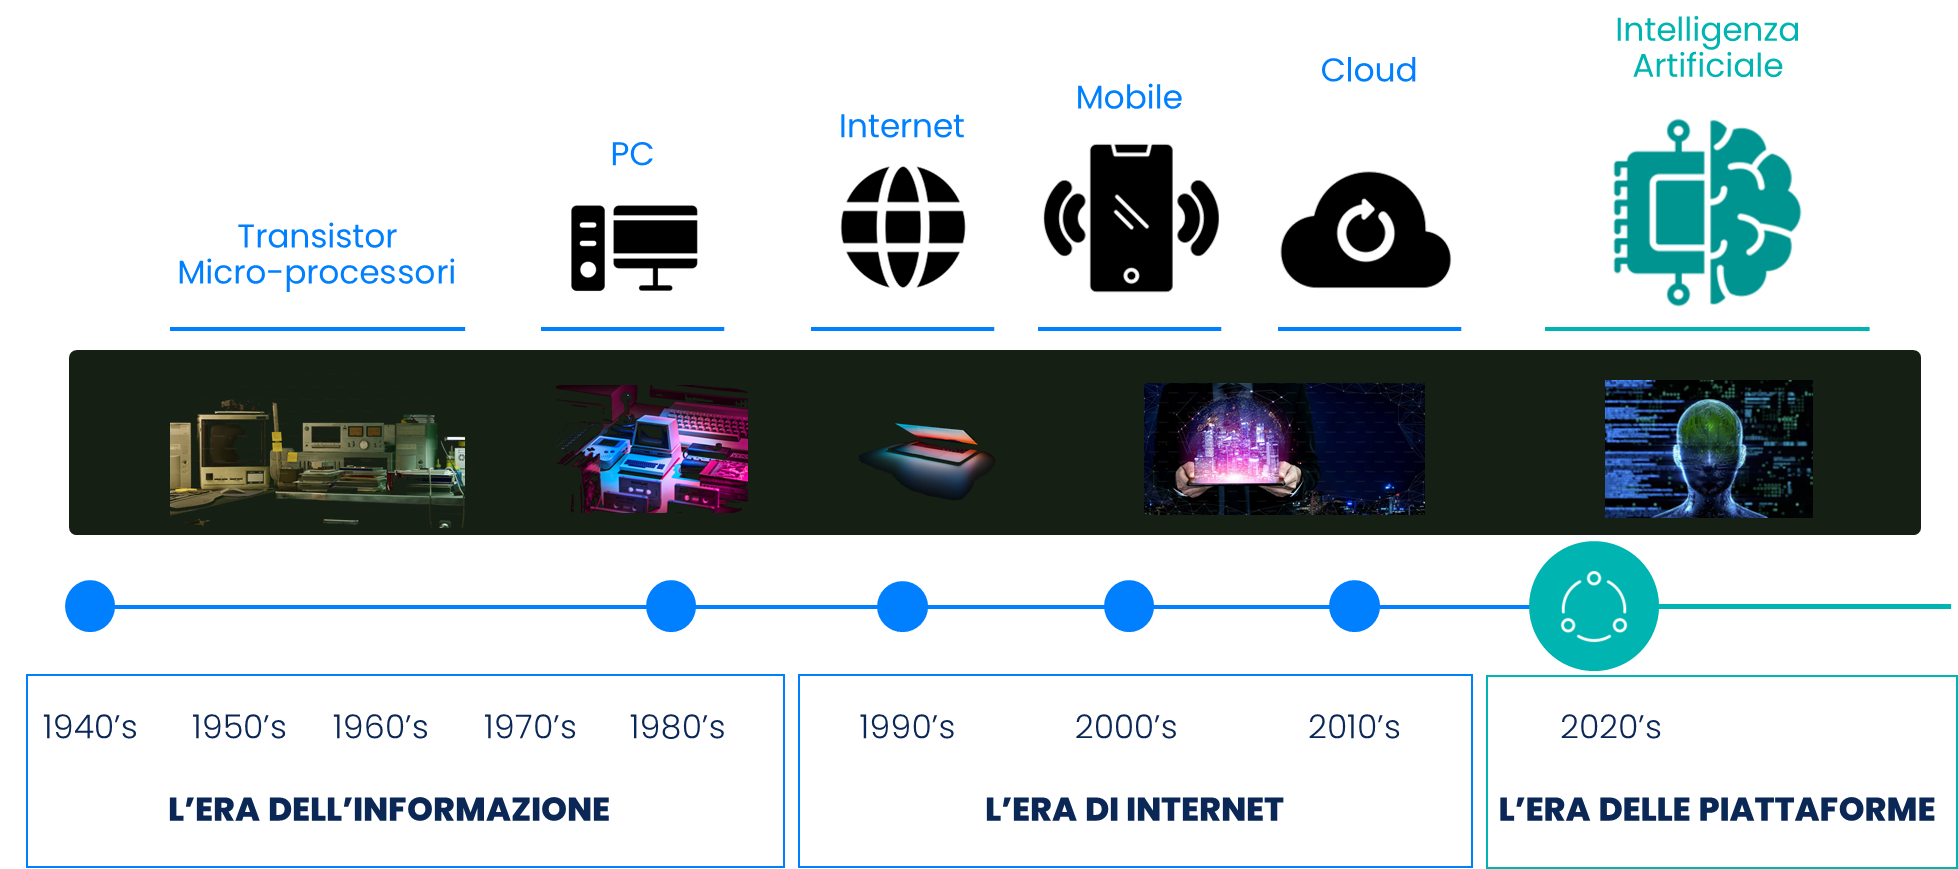 Intelligenza
Artificiale
Cloud
Mobile
Internet
PC
Transistor
Micro-processori
1940’s 1950’s 1960’s 1970’s 1980’s
L’ERA DELL’INFORMAZIONE
1990’s 2000’s 2010’s
L’ERA DI INTERNET
2020’s
L’ERA DELLE PIATTAFORME